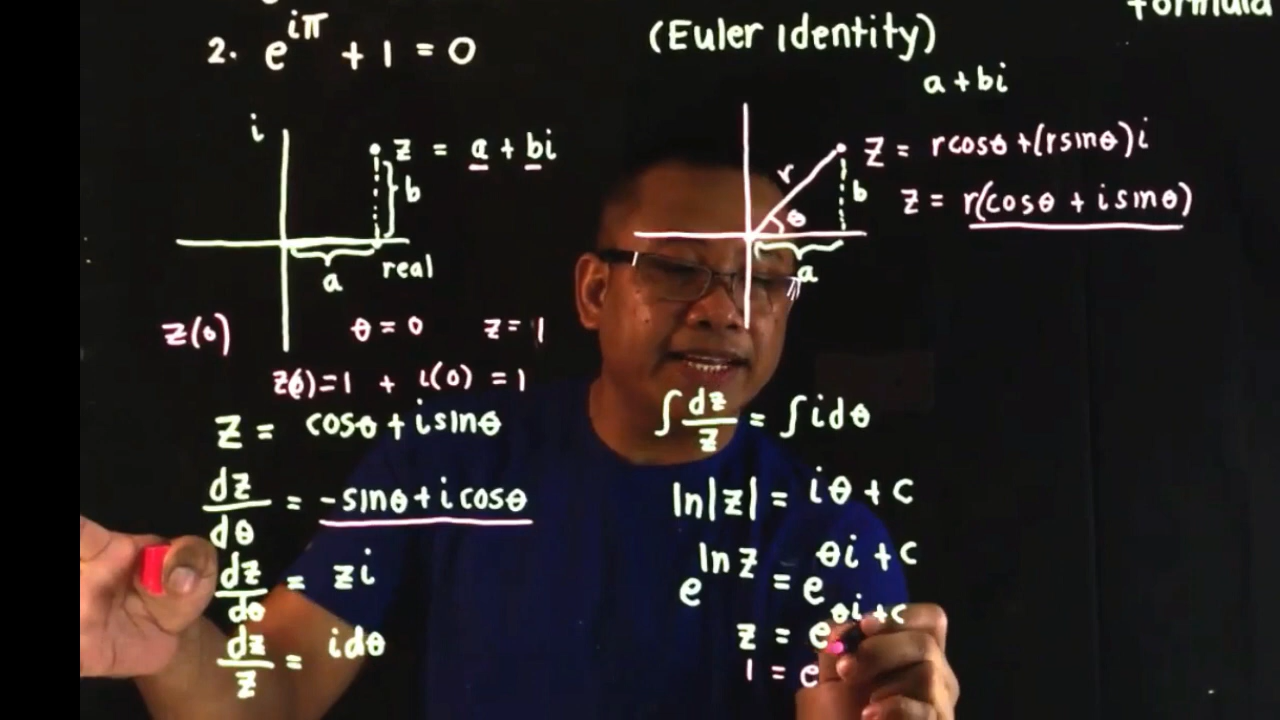 formula
2. e^{iπ} + 1 = 0
(Euler Identity)
a + bi
i
z = a + bi
b
a
real
r
θ
b
a
z = rcosθ + (rsinθ)i
z = r(cosθ + isinθ)
z(0)
θ = 0
z = 1
z(0) = 1 + i(0) = 1
z = cosθ + isinθ
dz/dθ = -sinθ + icosθ
dz/dθ = zi
dz/z = idθ
∫dz/z = ∫idθ
ln|z| = iθ + c
e^{ln z} = e^{θi + c}
z = e^{θi + c}
1 = e